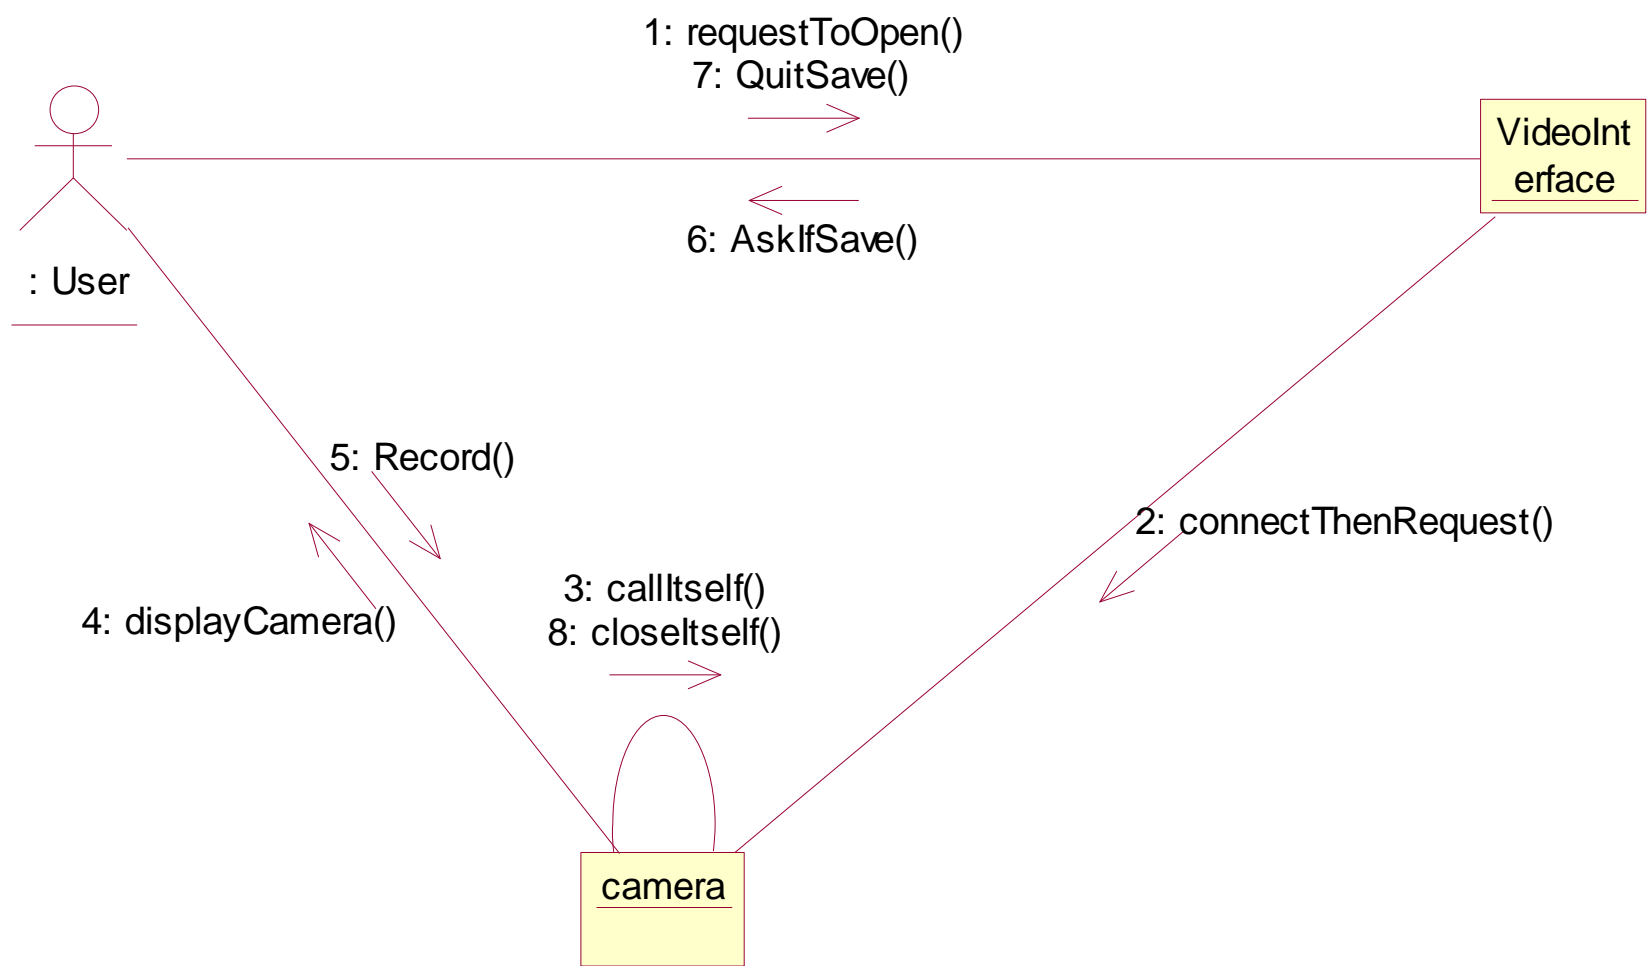 1: requestToOpen()
7: QuitSave()
VideoInt
erface
6: AskIfSave()
: User
5: Record()
2: connectThenRequest()
3: callItself()
4: displayCamera()
8: closeItself()
camera